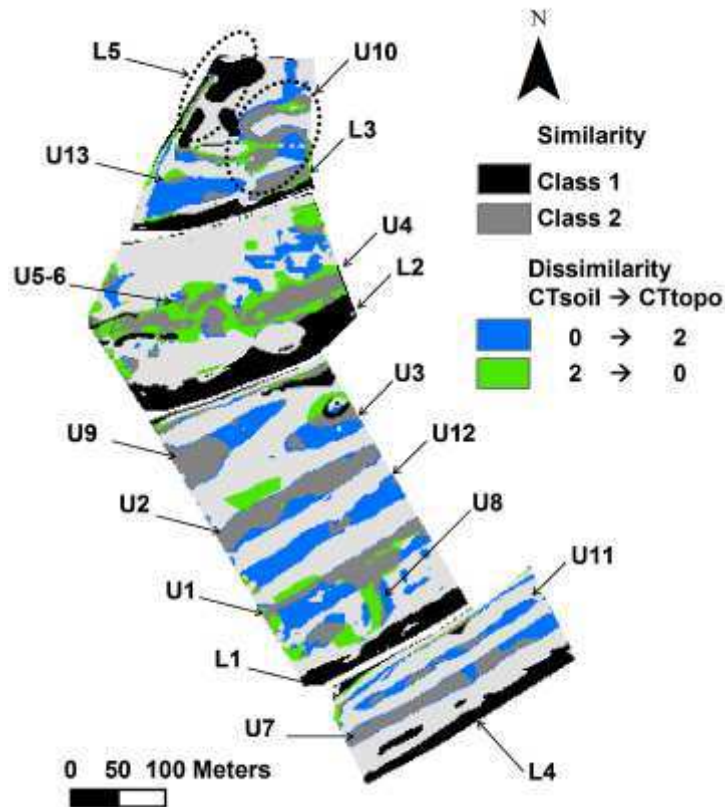 N
L5
U10
L3
U13
Similarity
Class 1
Class 2
U4
L2
U5-6
Dissimilarity
CTsoil → CTtopo
0 → 2
2 → 0
U3
U9
U12
U2
U8
U11
U1
L1
U7
L4
0 50 100 Meters